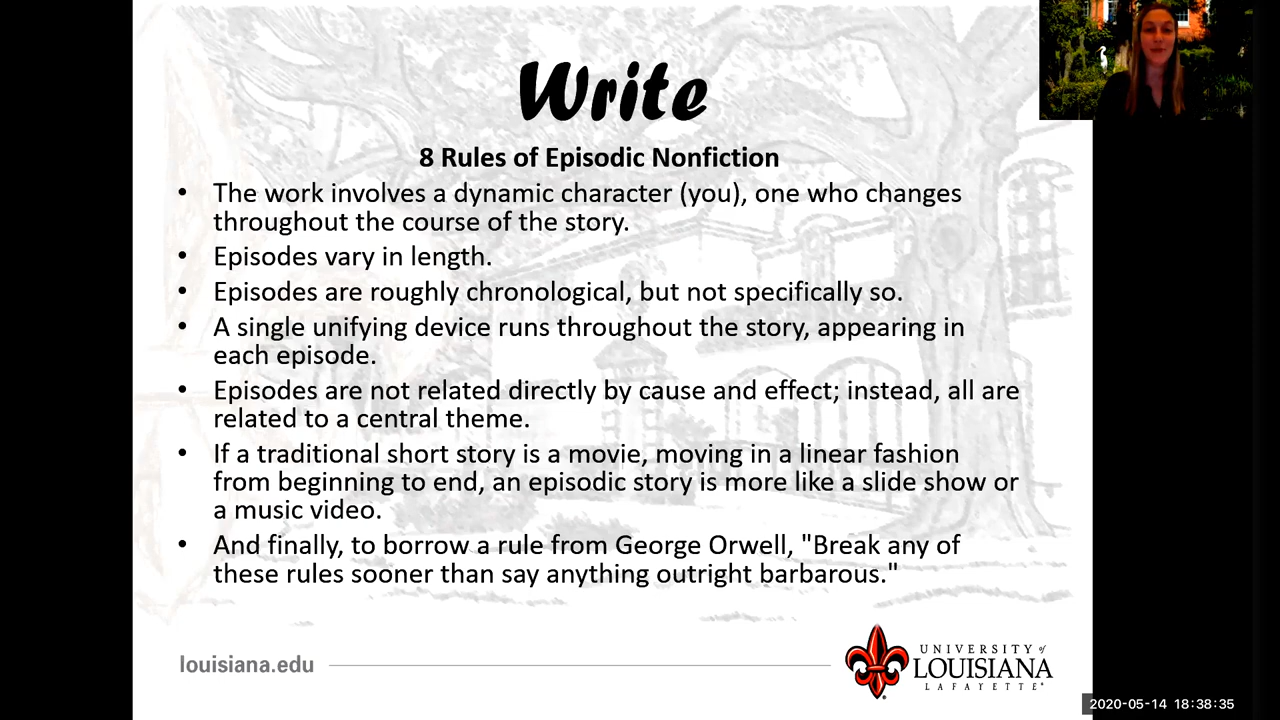 Write
8 Rules of Episodic Nonfiction
• The work involves a dynamic character (you), one who changes
throughout the course of the story.
• Episodes vary in length.
• Episodes are roughly chronological, but not specifically so.
• A single unifying device runs throughout the story, appearing in
each episode.
• Episodes are not related directly by cause and effect; instead, all are
related to a central theme.
• If a traditional short story is a movie, moving in a linear fashion
from beginning to end, an episodic story is more like a slide show or
a music video.
• And finally, to borrow a rule from George Orwell, "Break any of
these rules sooner than say anything outright barbarous."
louisiana.edu
UNIVERSITY of
LOUISIANA
LAFAYETTE
2020-05-14 18:38:35